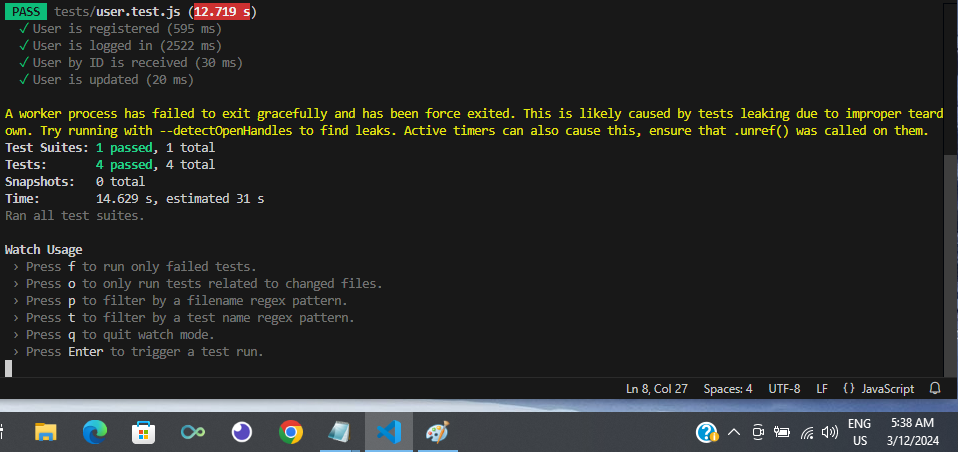 PASS tests/user.test.js (12.719 s)
✓ User is registered (595 ms)
✓ User is logged in (2522 ms)
✓ User by ID is received (30 ms)
✓ User is updated (20 ms)
A worker process has failed to exit gracefully and has been force exited. This is likely caused by tests leaking due to improper teard
own. Try running with --detectOpenHandles to find leaks. Active timers can also cause this, ensure that .unref() was called on them.
Test Suites: 1 passed, 1 total
Tests: 4 passed, 4 total
Snapshots: 0 total
Time: 14.629 s, estimated 31 s
Ran all test suites.
Watch Usage
› Press f to run only failed tests.
› Press o to only run tests related to changed files.
› Press p to filter by a filename regex pattern.
› Press t to filter by a test name regex pattern.
› Press q to quit watch mode.
› Press Enter to trigger a test run.
Ln 8, Col 27 Spaces: 4 UTF-8 LF {} JavaScript
ENG 5:38 AM
US 3/12/2024